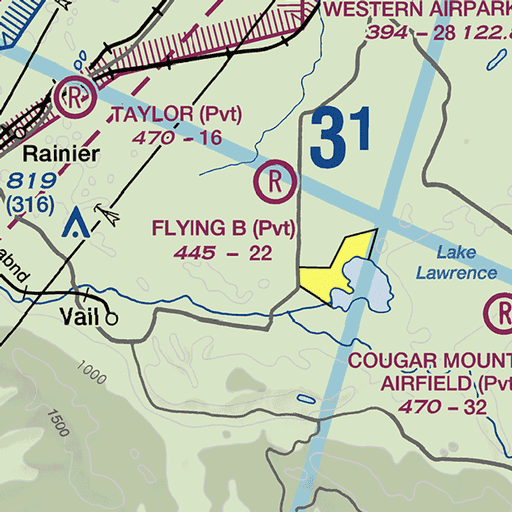 WESTERN AIRPARK
394 - 28 122.8
R
TAYLOR (Pvt)
470 - 16
31
Rainier
819
(316)
R
FLYING B (Pvt)
445 - 22
Lake
Lawrence
abnd
Vail
R
COUGAR MOUNT
AIRFIELD (Pvt
470 - 32
1000
1500